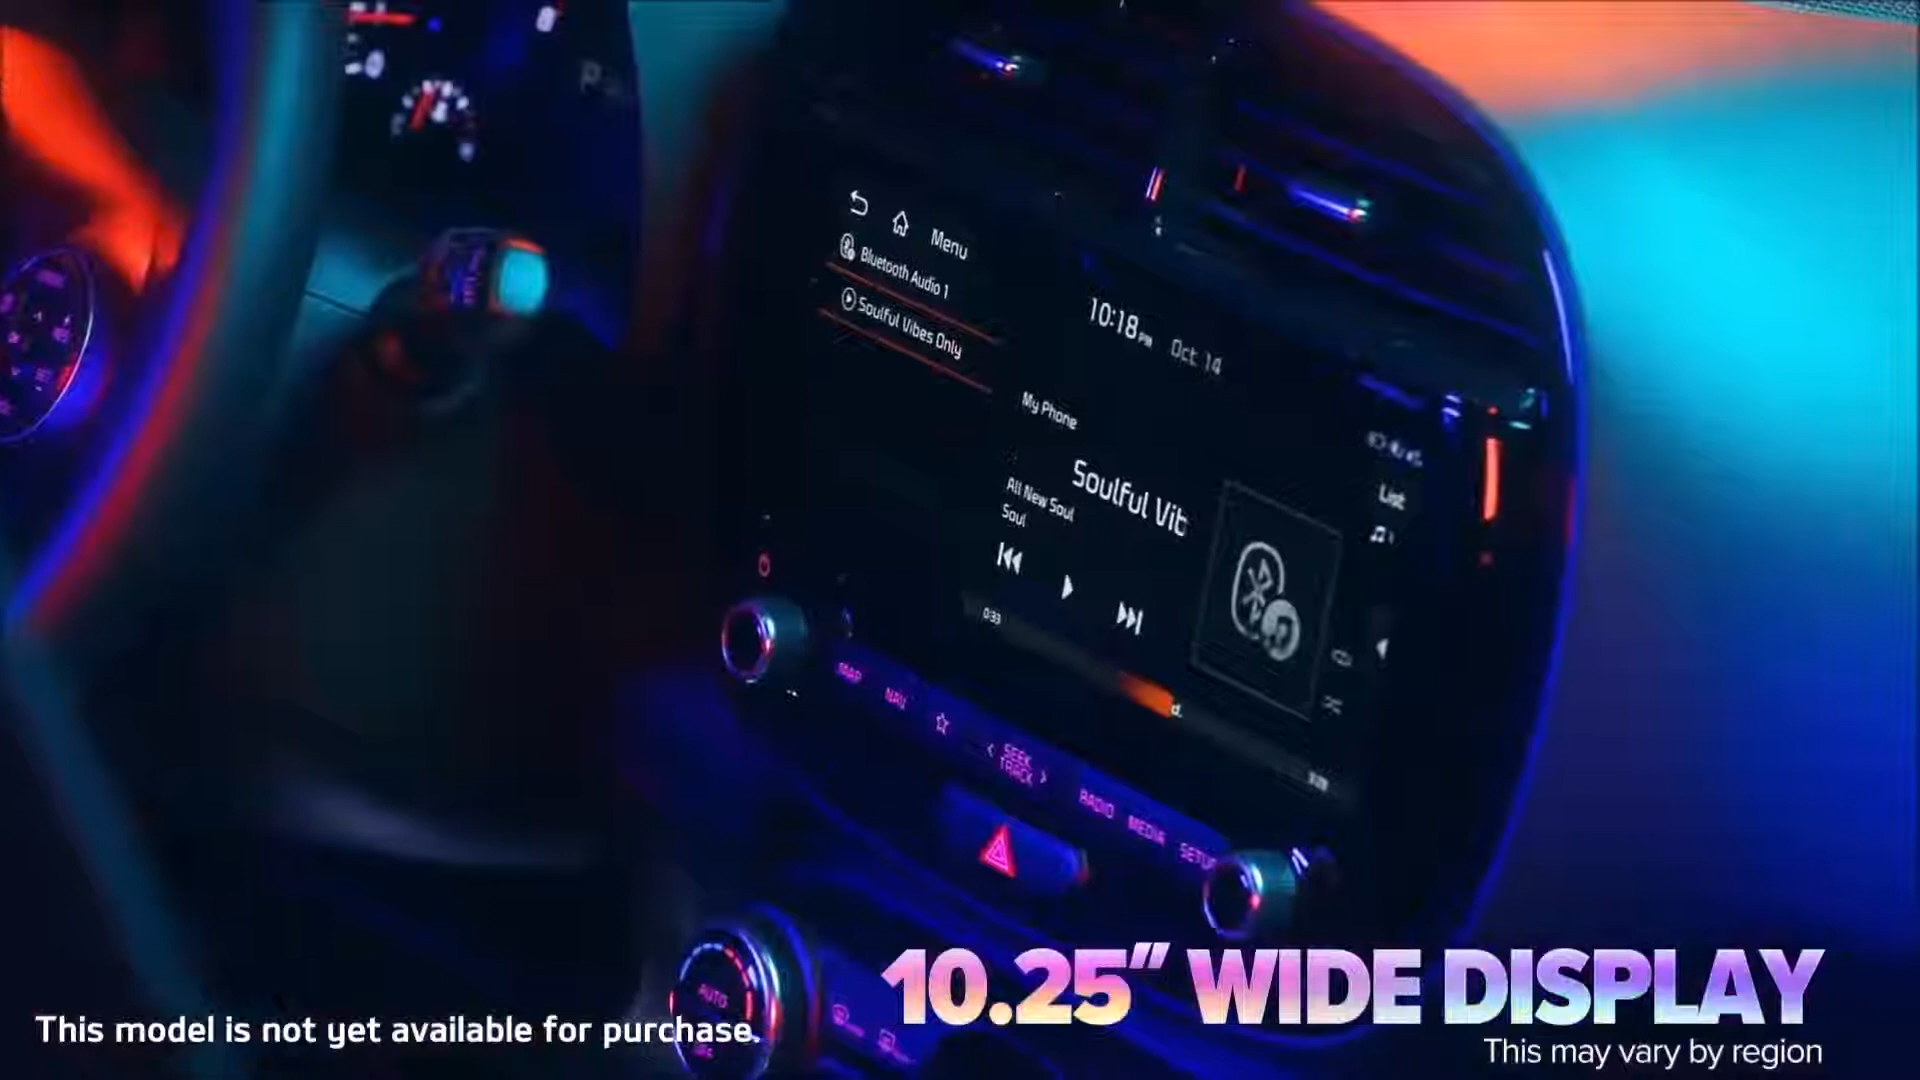 Menu
Bluetooth Audio 1
Soulful Vibes Only
10:18 PM Oct. 14
My Phone
Soulful Vib
All New Soul
Soul
List
0:33
MAP
NAV
SEEK
TRACK
RADIO
MEDIA
AUTO
10.25" WIDE DISPLAY
This model is not yet available for purchase.
This may vary by region